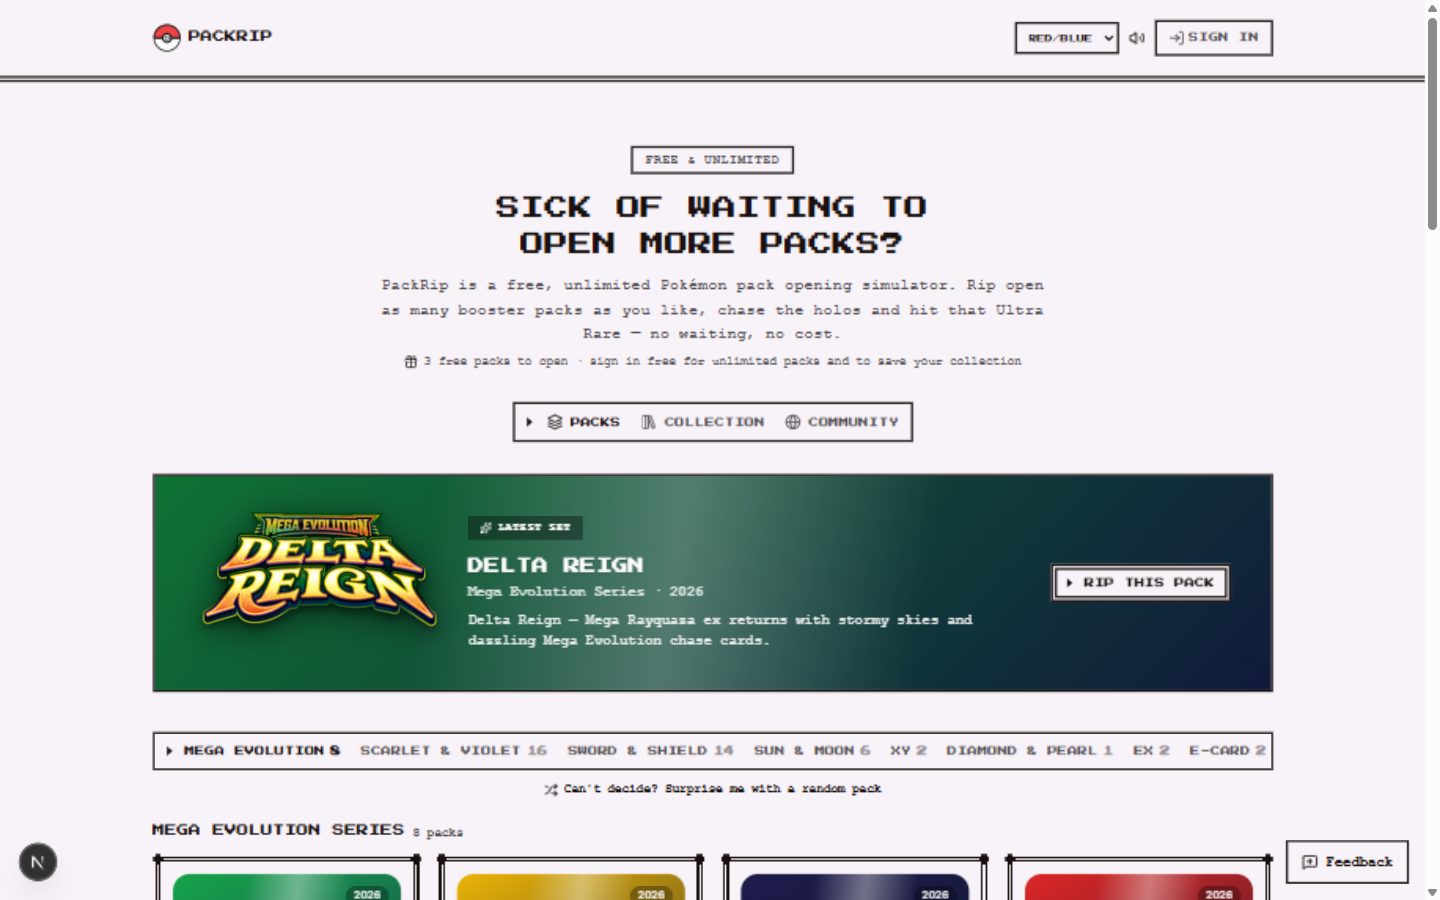 PACKRIP
RED/BLUE
SIGN IN
FREE & UNLIMITED
SICK OF WAITING TO
OPEN MORE PACKS?
PackRip is a free, unlimited Pokémon pack opening simulator. Rip open
as many booster packs as you like, chase the holos and hit that Ultra
Rare — no waiting, no cost.
3 free packs to open · sign in free for unlimited packs and to save your collection
PACKS COLLECTION COMMUNITY
MEGA EVOLUTION
DELTA
REIGN
LATEST SET
DELTA REIGN
Mega Evolution Series · 2026
Delta Reign — Mega Rayquaza ex returns with stormy skies and
dazzling Mega Evolution chase cards.
RIP THIS PACK
MEGA EVOLUTION 8 SCARLET & VIOLET 16 SWORD & SHIELD 14 SUN & MOON 6 XY 2 DIAMOND & PEARL 1 EX 2 E-CARD 2
Can't decide? Surprise me with a random pack
MEGA EVOLUTION SERIES 8 packs
2026 2026 2026 2026
N
Feedback